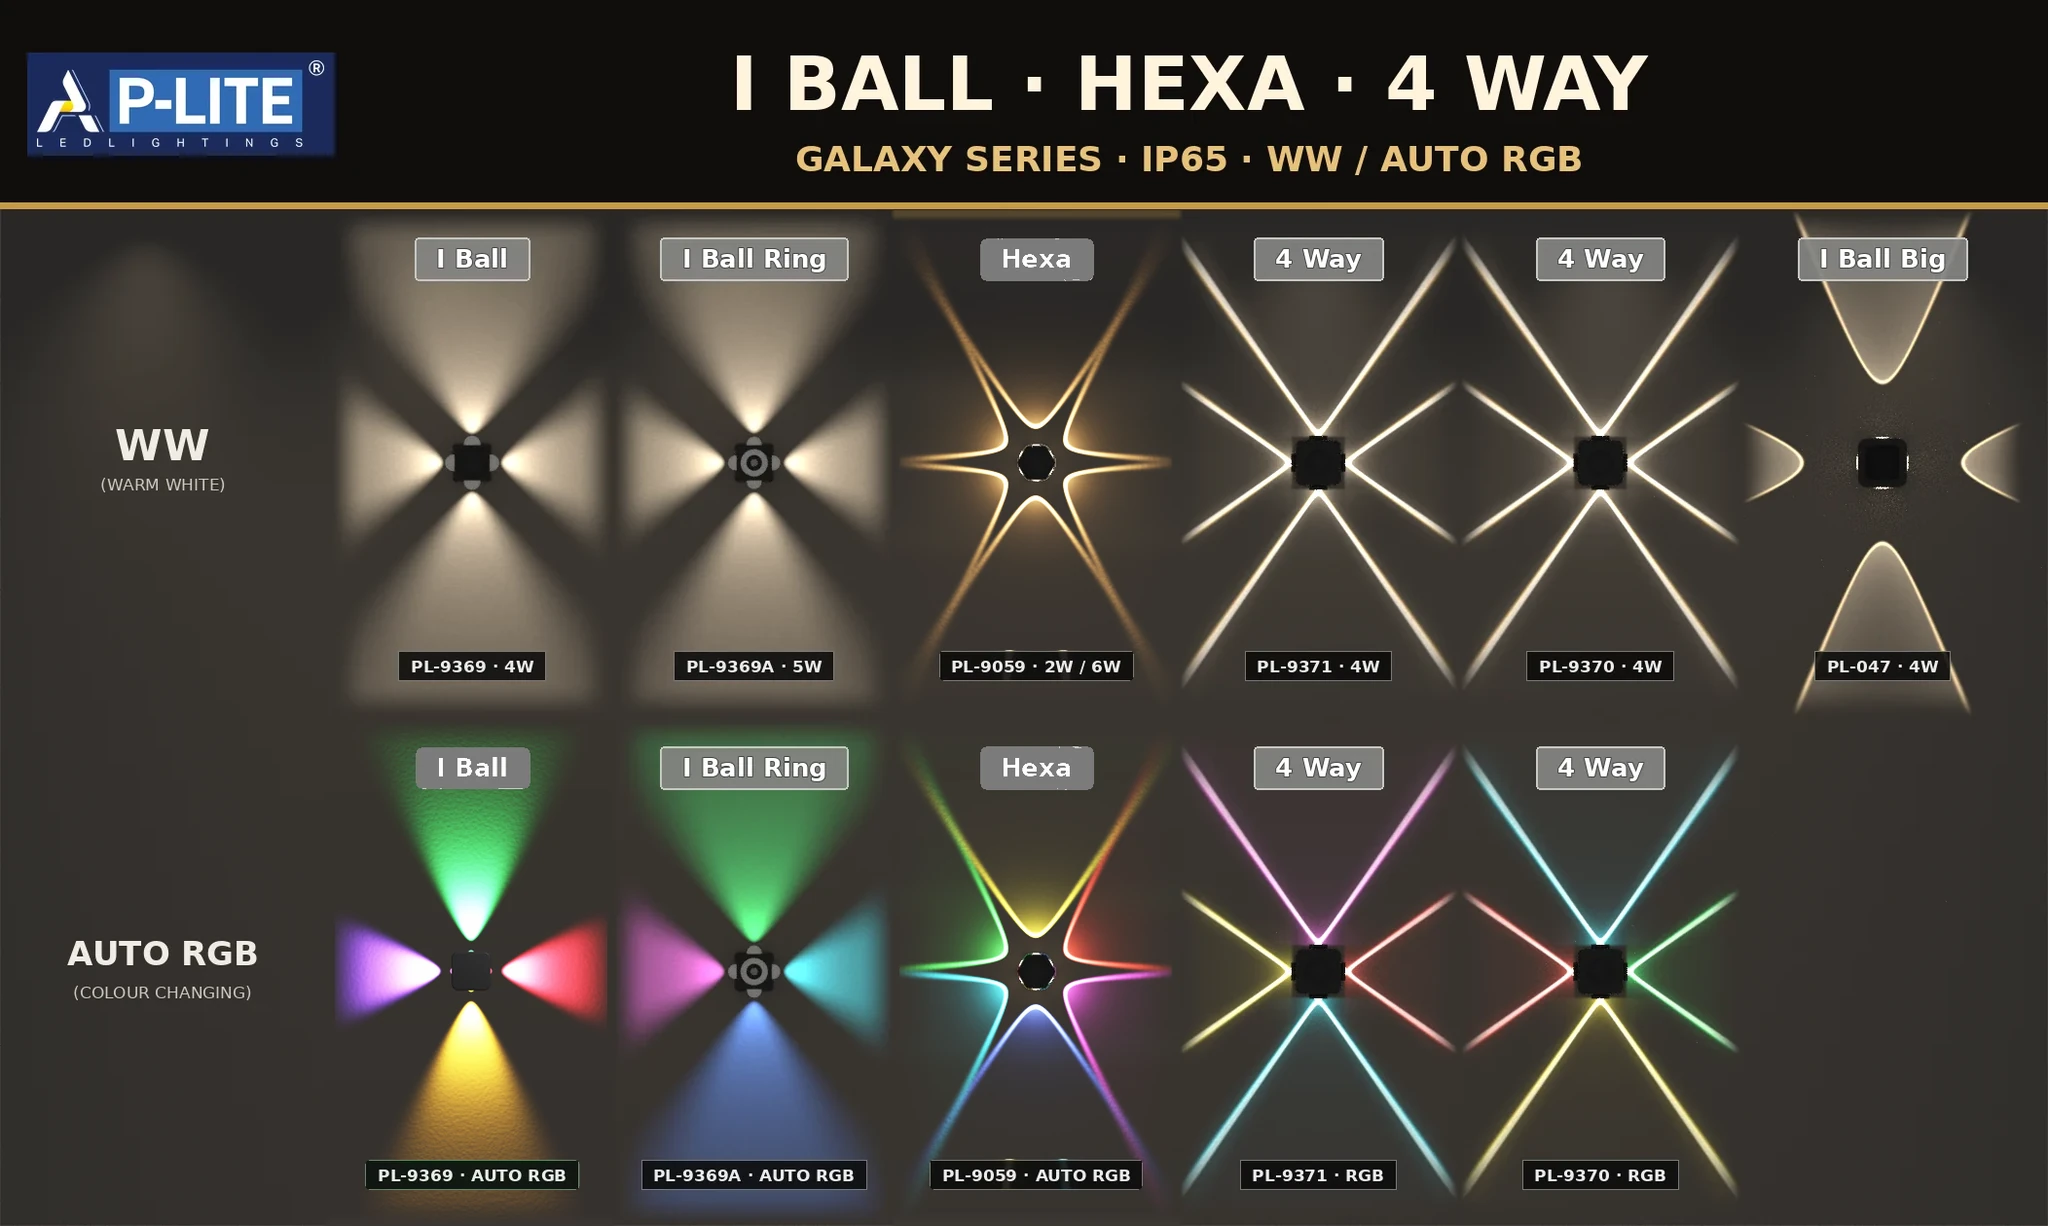 P-LITE ®
LEDLIGHTINGS
I BALL · HEXA · 4 WAY
GALAXY SERIES · IP65 · WW / AUTO RGB
I Ball
I Ball Ring
Hexa
4 Way
4 Way
I Ball Big
WW
(WARM WHITE)
PL-9369 · 4W
PL-9369A · 5W
PL-9059 · 2W / 6W
PL-9371 · 4W
PL-9370 · 4W
PL-047 · 4W
I Ball
I Ball Ring
Hexa
4 Way
4 Way
AUTO RGB
(COLOUR CHANGING)
PL-9369 · AUTO RGB
PL-9369A · AUTO RGB
PL-9059 · AUTO RGB
PL-9371 · RGB
PL-9370 · RGB